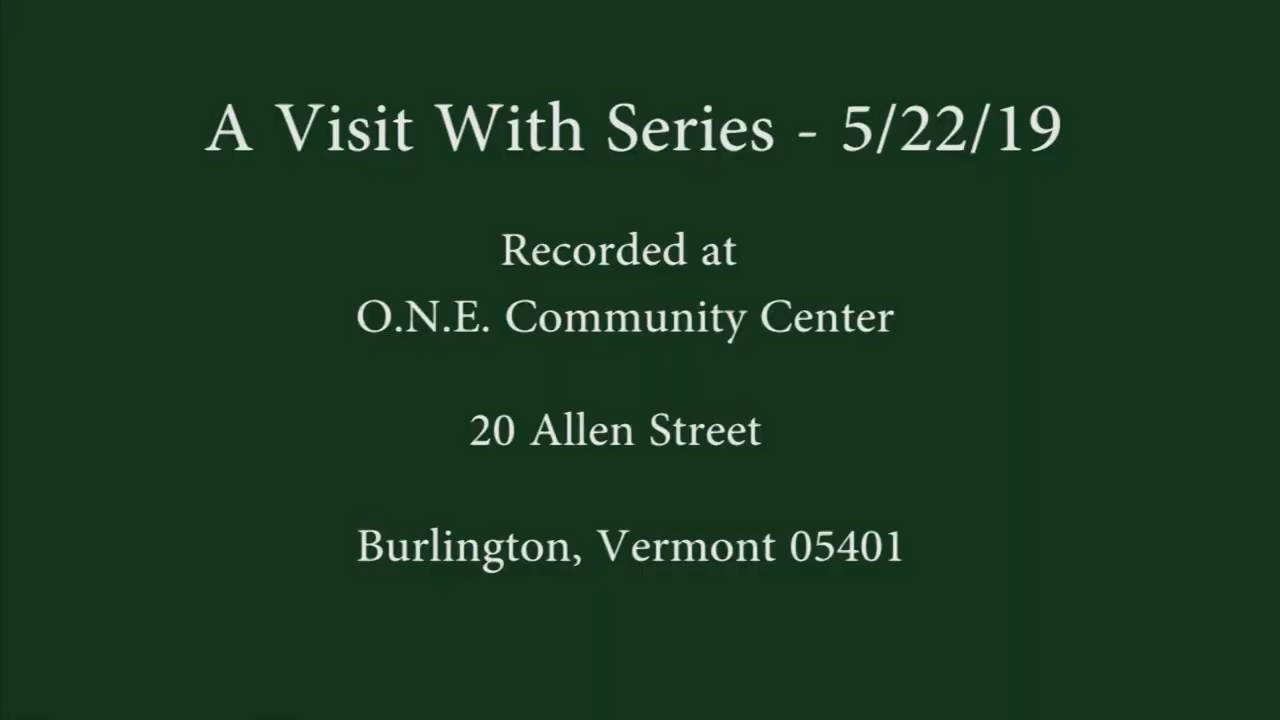 A Visit With Series - 5/22/19
Recorded at
O.N.E. Community Center
20 Allen Street
Burlington, Vermont 05401